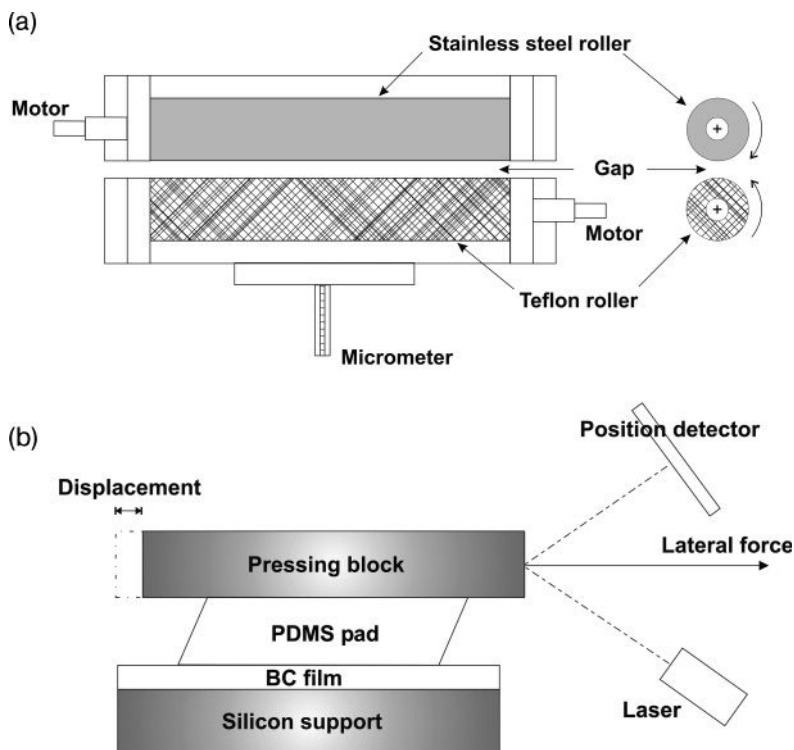 (a)
Stainless steel roller
Motor
Gap
Motor
Teflon roller
Micrometer
(b)
Position detector
Displacement
Lateral force
Pressing block
PDMS pad
BC film
Laser
Silicon support